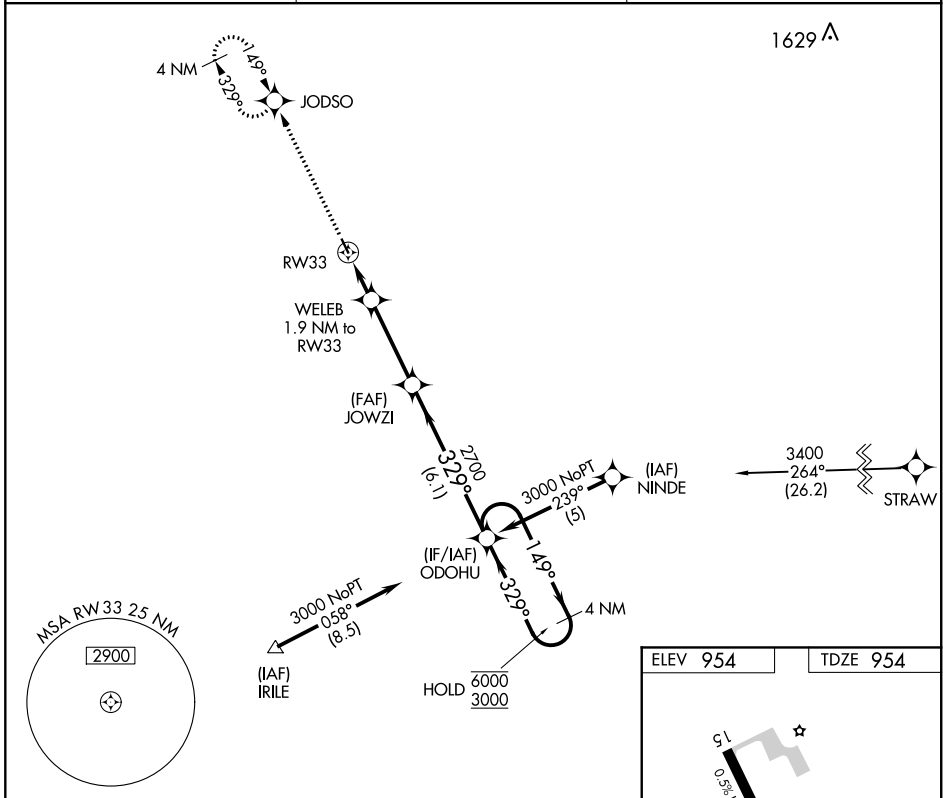 1629
4 NM
149°
329°
JODSO
RW33
WELEB
1.9 NM to
RW33
(FAF)
JOWZI
2700
329°
(6.1)
3000 NoPT
239°
(5)
(IAF)
NINDE
3400
264°
(26.2)
STRAW
(IF/IAF)
ODOHU
149°
329°
4 NM
3000 NoPT
058°
(8.5)
(IAF)
IRILE
HOLD 6000
3000
MSA RW 33 25 NM
2900
ELEV 954
TDZE 954
15
0.5%